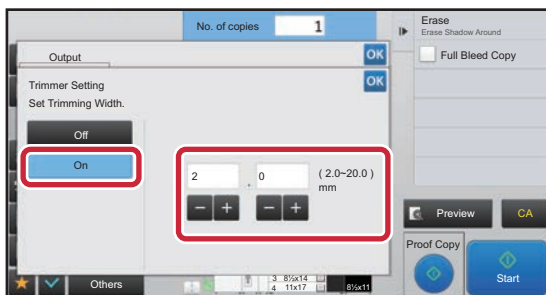 No. of copies 1
Erase
Erase Shadow Around
Output OK
Full Bleed Copy
Trimmer Setting OK
Set Trimming Width.
Off
On
2 . 0 ( 2.0~20.0 )
mm
− + − +
Preview CA
Proof Copy
Start
Others
3 8½x14
4 11x17
8½x11